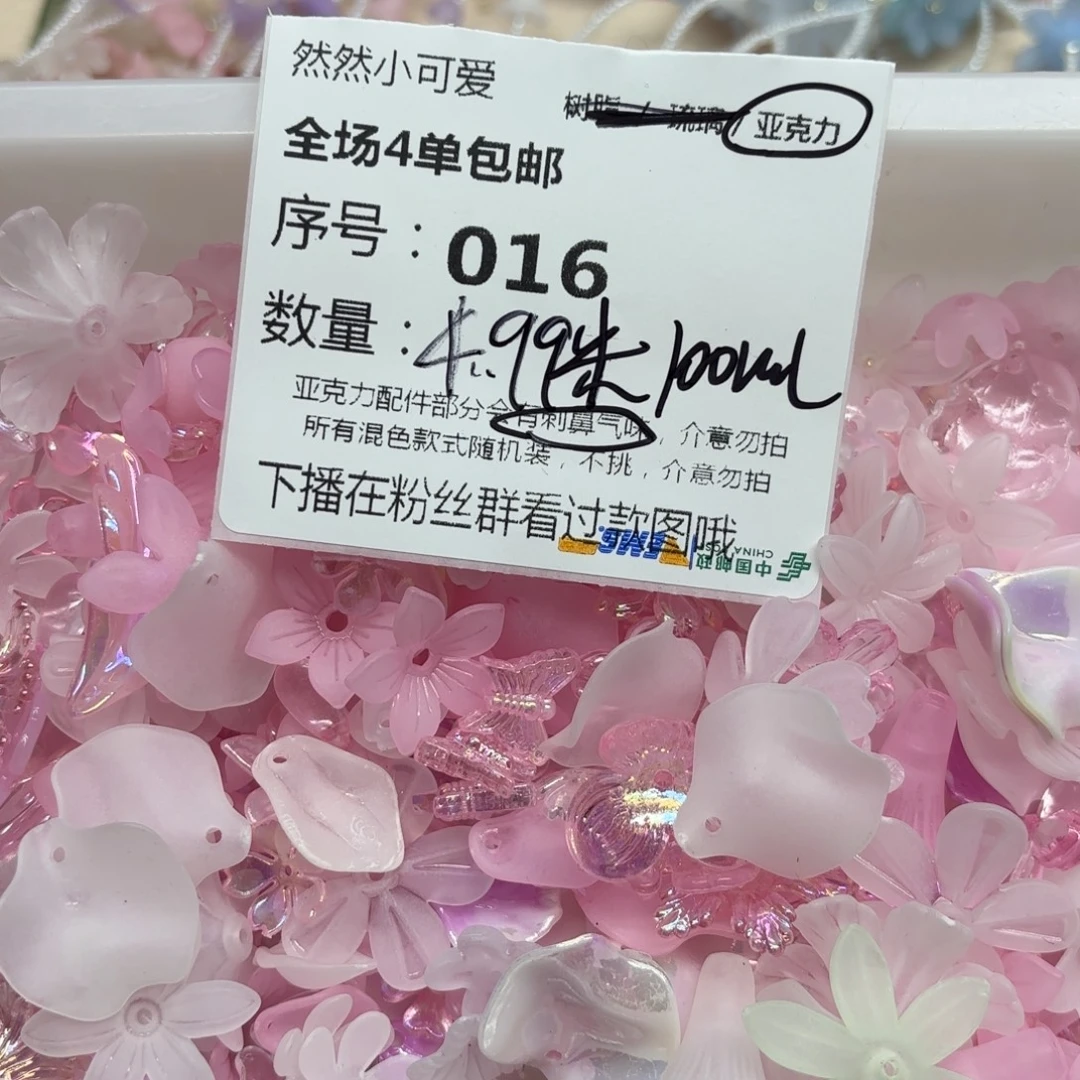 然然小可爱
树脂 / 琉璃 / 亚克力
全场4单包邮
序号：016
数量：4.99米/100ml
亚克力配件部分会有刺鼻气味，介意勿拍
所有混色款式随机装，不挑，介意勿拍
下播在粉丝群看过款图哦
EMS 中国邮政
CHINA POST